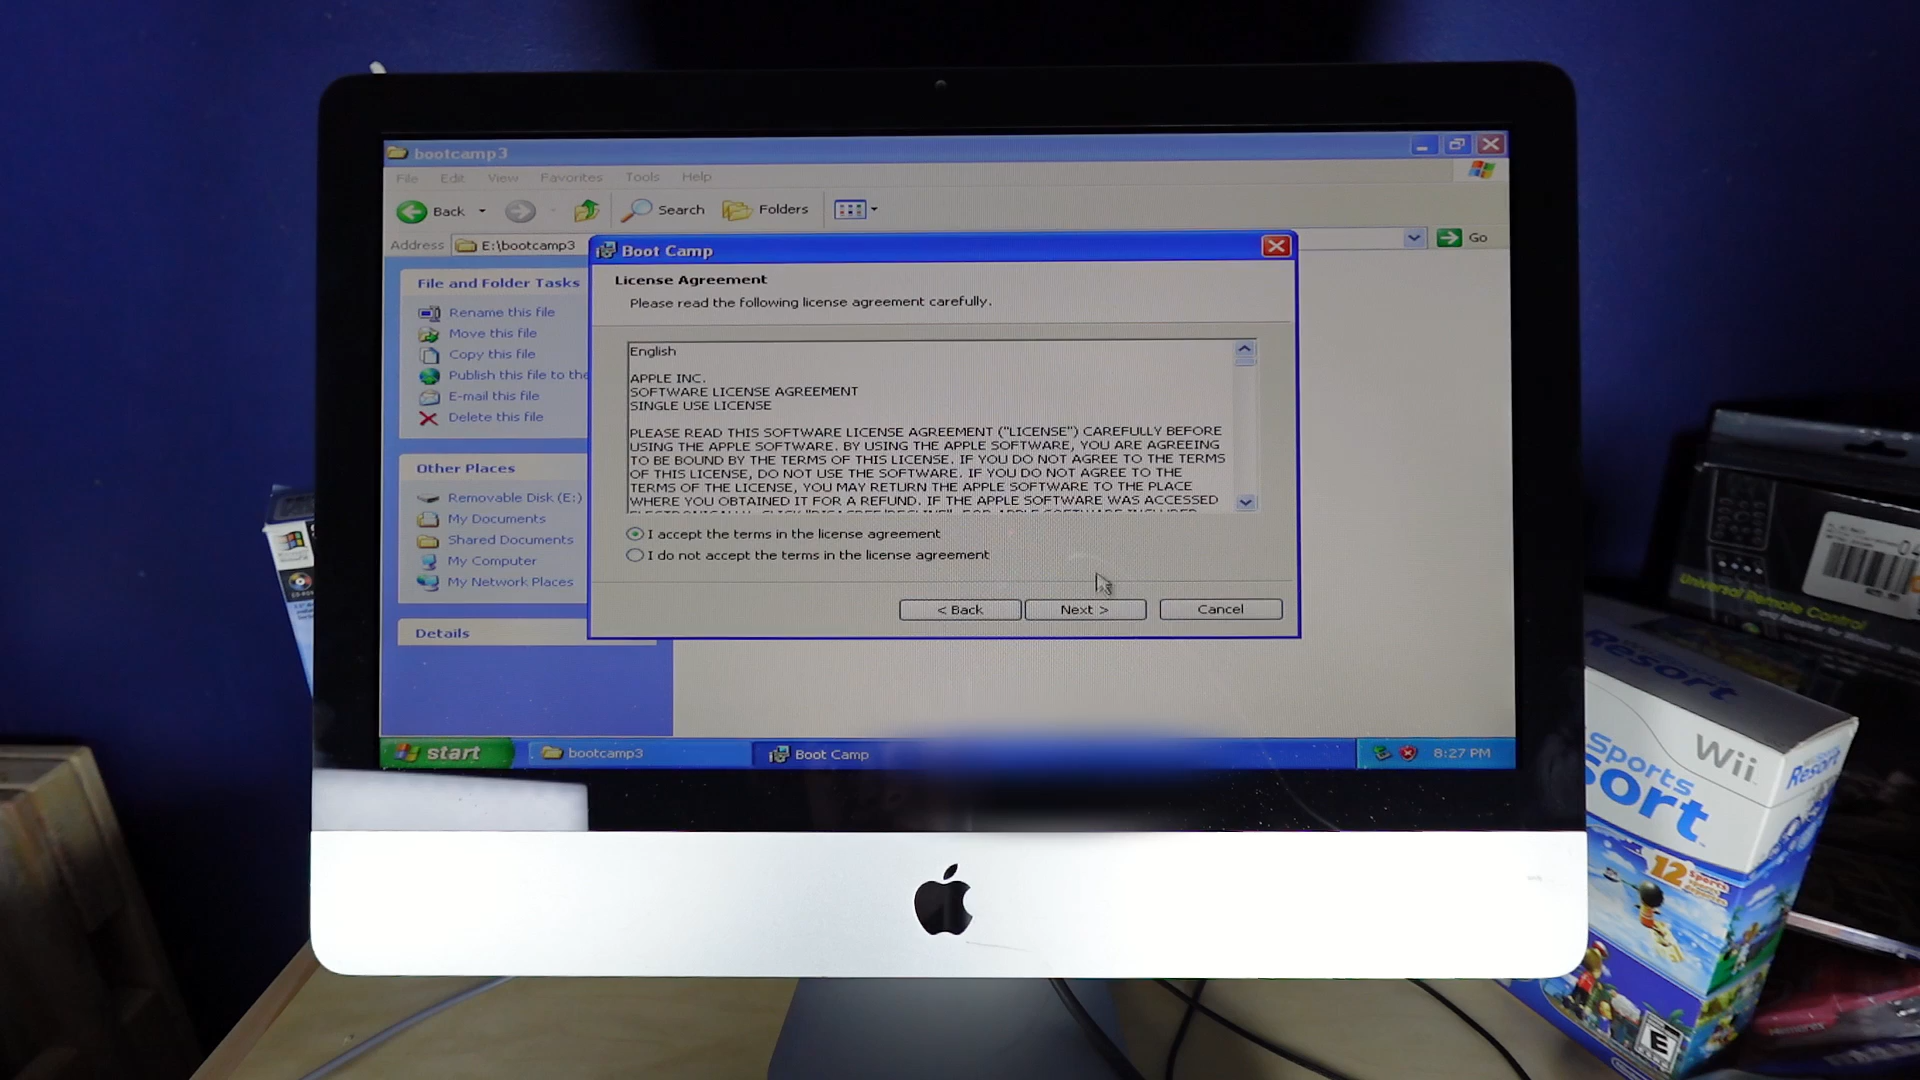 bootcamp3
File Edit View Favorites Tools Help
Back Search Folders
Address E:\bootcamp3 Go
File and Folder Tasks
Rename this file
Move this file
Copy this file
Publish this file to the
E-mail this file
Delete this file
Other Places
Removable Disk (E:)
My Documents
Shared Documents
My Computer
My Network Places
Details
Boot Camp
License Agreement
Please read the following license agreement carefully.
English
APPLE INC.
SOFTWARE LICENSE AGREEMENT
SINGLE USE LICENSE
PLEASE READ THIS SOFTWARE LICENSE AGREEMENT ("LICENSE") CAREFULLY BEFORE
USING THE APPLE SOFTWARE. BY USING THE APPLE SOFTWARE, YOU ARE AGREEING
TO BE BOUND BY THE TERMS OF THIS LICENSE. IF YOU DO NOT AGREE TO THE TERMS
OF THIS LICENSE, DO NOT USE THE SOFTWARE. IF YOU DO NOT AGREE TO THE
TERMS OF THE LICENSE, YOU MAY RETURN THE APPLE SOFTWARE TO THE PLACE
WHERE YOU OBTAINED IT FOR A REFUND. IF THE APPLE SOFTWARE WAS ACCESSED
I accept the terms in the license agreement
I do not accept the terms in the license agreement
< Back Next > Cancel
start bootcamp3 Boot Camp 8:27 PM
Universal Remote Control
Resort
Wii
Sports
Resort
12
Sports
E